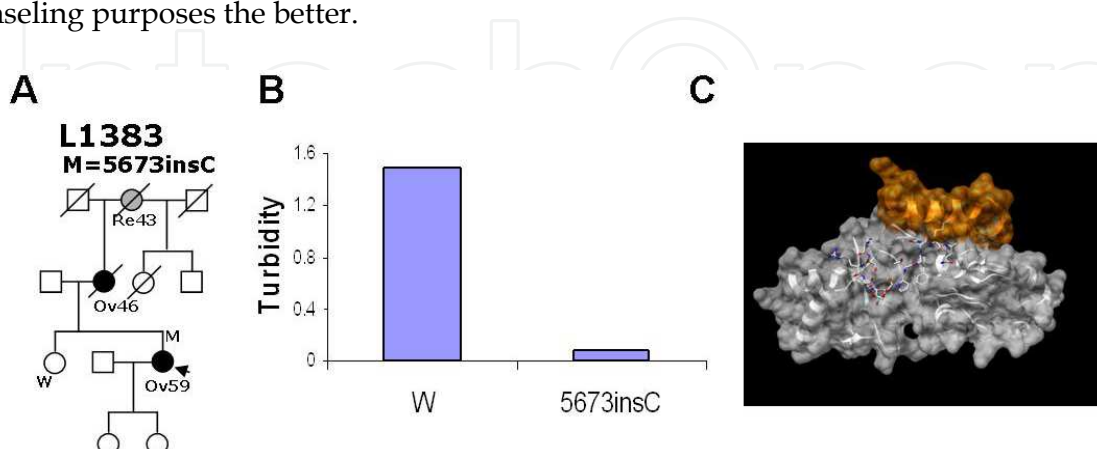 nseling purposes the better.
A
B
C
L1383
M=5673insC
Re43
Ov46
M
W
Ov59
1.6
1.2
0.8
0.4
0
Turbidity
W
5673insC